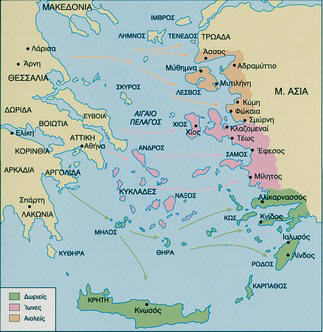 ΜΑΚΕΔΟΝΙΑ
ΙΜΒΡΟΣ
ΛΗΜΝΟΣ
ΤΕΝΕΔΟΣ
ΤΡΩΑΔΑ
Λάρισα
Άρνη
Άσσος
Αδραμύττιο
ΘΕΣΣΑΛΙΑ
Μήθυμνα
Μυτιλήνη
Μ. ΑΣΙΑ
ΛΕΣΒΟΣ
ΣΚΥΡΟΣ
Κύμη
Φώκαια
ΔΩΡΙΔΑ
ΕΥΒΟΙΑ
ΑΙΓΑΙΟ
ΠΕΛΑΓΟΣ
Σμύρνη
ΒΟΙΩΤΙΑ
ΧΙΟΣ
Χίος
Κλαζομεναί
Ελίκη
ΑΤΤΙΚΗ
Τέως
Αθήνα
ΚΟΡΙΝΘΙΑ
ΑΝΔΡΟΣ
Έφεσος
ΣΑΜΟΣ
ΑΡΚΑΔΙΑ
ΑΡΓΟΛΙΔΑ
Μίλητος
ΚΥΚΛΑΔΕΣ
ΝΑΞΟΣ
Αλικαρνασσός
Σπάρτη
ΛΑΚΩΝΙΑ
ΚΩΣ
Κνίδος
ΜΗΛΟΣ
Ιαλυσός
ΘΗΡΑ
ΚΥΘΗΡΑ
ΡΟΔΟΣ
Λίνδος
ΚΑΡΠΑΘΟΣ
ΚΡΗΤΗ
Κνωσός
Δωριείς
Ίωνες
Αιολείς